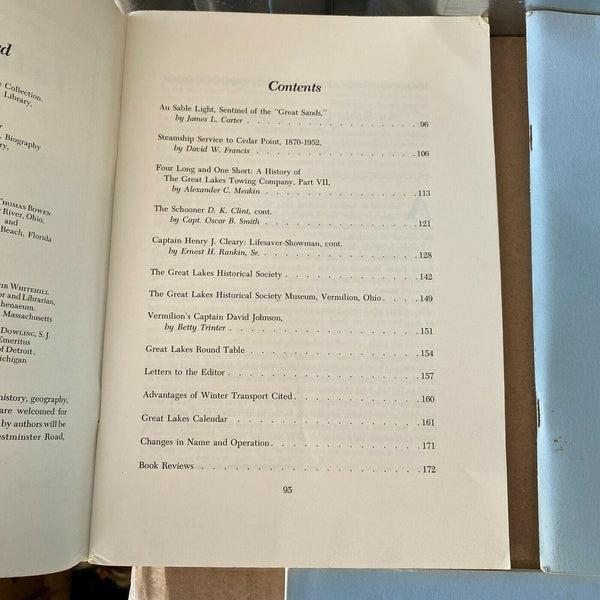 rd
Collection.
Library,
r
Biography
ry,
THOMAS BOWEN
River, Ohio,
and
Beach, Florida
IR WHITEHILL
or and Librarian,
henaeum.
, Massachusetts
DOWLING, S. J.
Emeritus
of Detroit.
ichigan
history, geography,
are welcomed for
by authors will be
estminster Road,
Contents
Au Sable Light, Sentinel of the "Great Sands,"
by James L. Carter . . . . . . . . . . . . . . . 96
Steamship Service to Cedar Point, 1870-1952,
by David W. Francis . . . . . . . . . . . . . . 106
Four Long and One Short: A History of
The Great Lakes Towing Company, Part VII,
by Alexander C. Meakin . . . . . . . . . . . . . 113
The Schooner D. K. Clint, cont.
by Capt. Oscar B. Smith . . . . . . . . . . . . . 121
Captain Henry J. Cleary: Lifesaver-Showman, cont.
by Ernest H. Rankin, Sr. . . . . . . . . . . . . . 128
The Great Lakes Historical Society . . . . . . . . . . . 142
The Great Lakes Historical Society Museum, Vermilion, Ohio . . . . 149
Vermilion's Captain David Johnson,
by Betty Trinter . . . . . . . . . . . . . . . . 151
Great Lakes Round Table . . . . . . . . . . . . . . 154
Letters to the Editor . . . . . . . . . . . . . . . 157
Advantages of Winter Transport Cited . . . . . . . . . . 160
Great Lakes Calendar . . . . . . . . . . . . . . . 161
Changes in Name and Operation . . . . . . . . . . . . 171
Book Reviews . . . . . . . . . . . . . . . . . 172
95